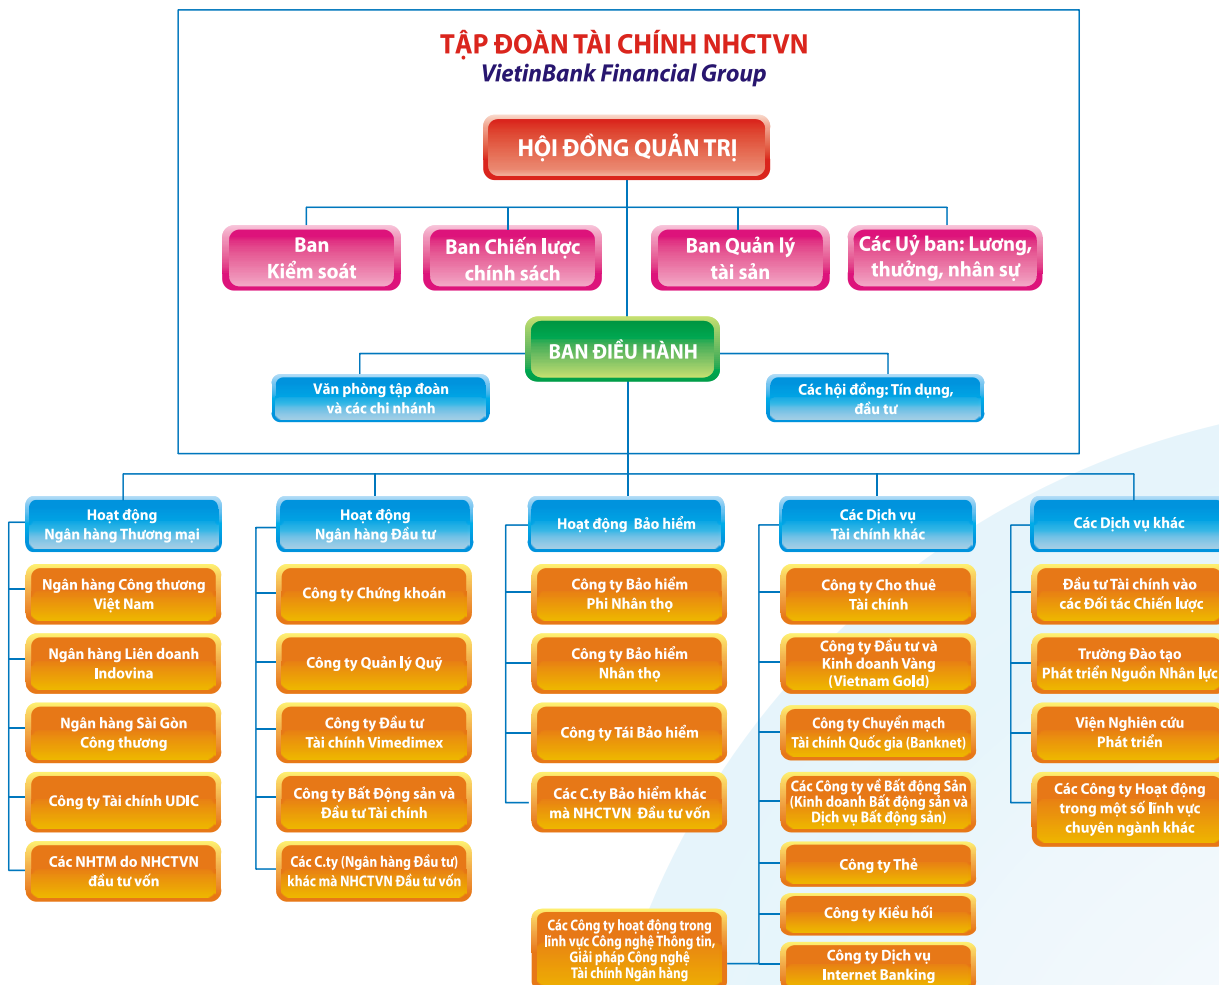 TẬP ĐOÀN TÀI CHÍNH NHCTVN
VietinBank Financial Group
HỘI ĐỒNG QUẢN TRỊ
Ban
Kiểm soát
Ban Chiến lược
chính sách
Ban Quản lý
tài sản
Các Uỷ ban: Lương,
thưởng, nhân sự
BAN ĐIỀU HÀNH
Văn phòng tập đoàn
và các chi nhánh
Các hội đồng: Tín dụng,
đầu tư
Hoạt động
Ngân hàng Thương mại
Ngân hàng Công thương
Việt Nam
Ngân hàng Liên doanh
Indovina
Ngân hàng Sài Gòn
Công thương
Công ty Tài chính UDIC
Các NHTM do NHCTVN
đầu tư vốn
Hoạt động
Ngân hàng Đầu tư
Công ty Chứng khoán
Công ty Quản lý Quỹ
Công ty Đầu tư
Tài chính Vimedimex
Công ty Bất Động sản và
Đầu tư Tài chính
Các C.ty (Ngân hàng Đầu tư)
khác mà NHCTVN Đầu tư vốn
Hoạt động Bảo hiểm
Công ty Bảo hiểm
Phi Nhân thọ
Công ty Bảo hiểm
Nhân thọ
Công ty Tái Bảo hiểm
Các C.ty Bảo hiểm khác
mà NHCTVN Đầu tư vốn
Các Dịch vụ
Tài chính khác
Công ty Cho thuê
Tài chính
Công ty Đầu tư và
Kinh doanh Vàng
(Vietnam Gold)
Công ty Chuyển mạch
Tài chính Quốc gia (Banknet)
Các Công ty về Bất động Sản
(Kinh doanh Bất động sản và
Dịch vụ Bất động sản)
Công ty Thẻ
Công ty Kiều hối
Công ty Dịch vụ
Internet Banking
Các Công ty hoạt động trong
lĩnh vực Công nghệ Thông tin,
Giải pháp Công nghệ
Tài chính Ngân hàng
Các Dịch vụ khác
Đầu tư Tài chính vào
các Đối tác Chiến lược
Trường Đào tạo
Phát triển Nguồn Nhân lực
Viện Nghiên cứu
Phát triển
Các Công ty Hoạt động
trong một số lĩnh vực
chuyên ngành khác